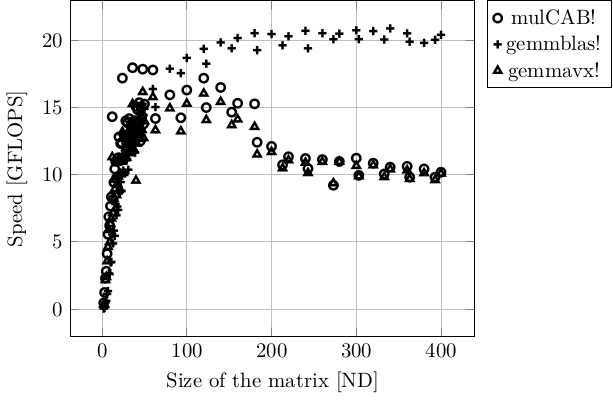 mulCAB!
gemmblas!
gemmavx!
Speed [GFLOPS]
20
15
10
5
0
0 100 200 300 400
Size of the matrix [ND]